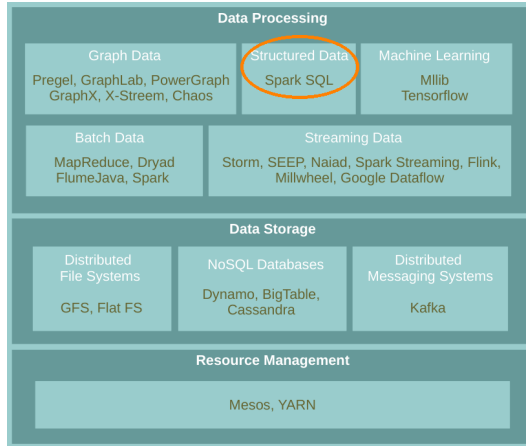 Data Processing
Graph Data
Pregel, GraphLab, PowerGraph
GraphX, X-Streem, Chaos
Structured Data
Spark SQL
Machine Learning
Mllib
Tensorflow
Batch Data
MapReduce, Dryad
FlumeJava, Spark
Streaming Data
Storm, SEEP, Naiad, Spark Streaming, Flink,
Millwheel, Google Dataflow
Data Storage
Distributed
File Systems
GFS, Flat FS
NoSQL Databases
Dynamo, BigTable,
Cassandra
Distributed
Messaging Systems
Kafka
Resource Management
Mesos, YARN